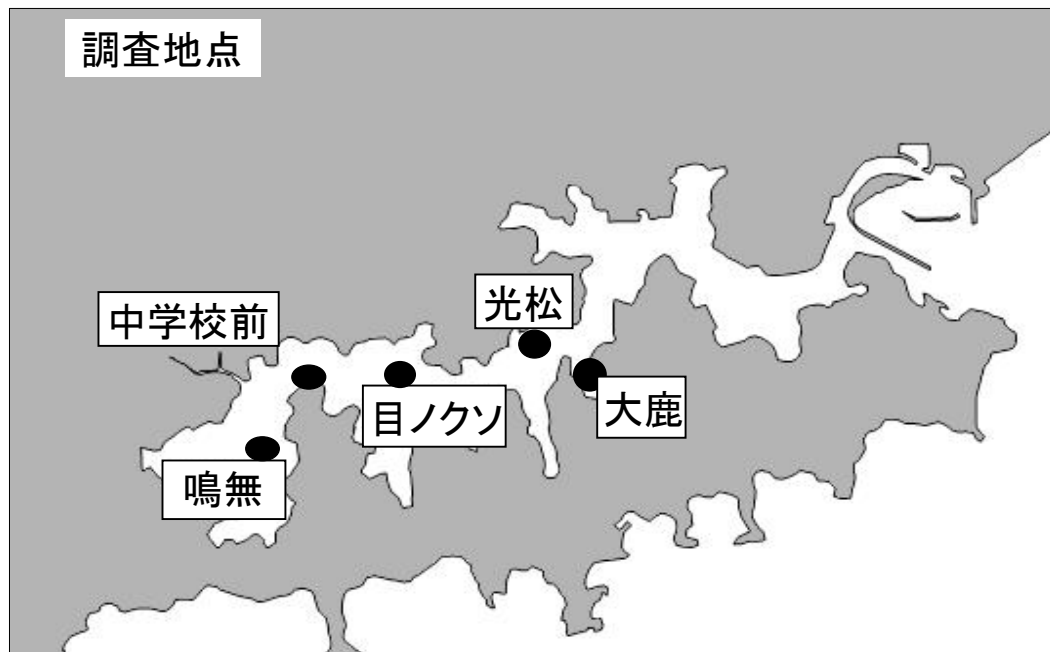 調査地点
光松
中学校前
目ノクソ
大鹿
鳴無